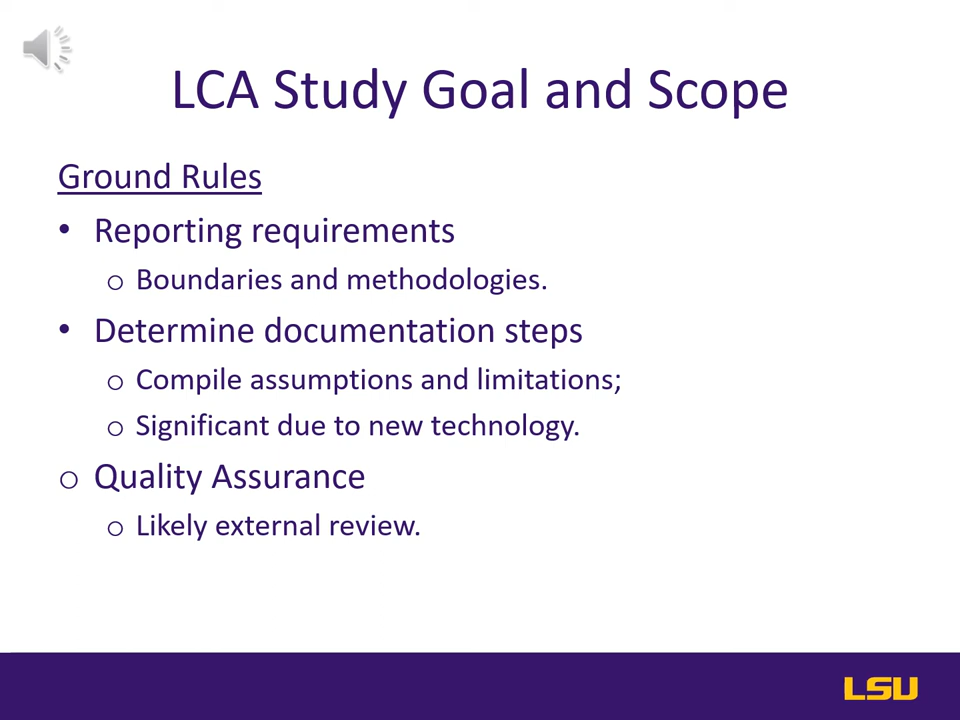 LCA Study Goal and Scope
Ground Rules
• Reporting requirements
o Boundaries and methodologies.
• Determine documentation steps
o Compile assumptions and limitations;
o Significant due to new technology.
o Quality Assurance
o Likely external review.
LSU